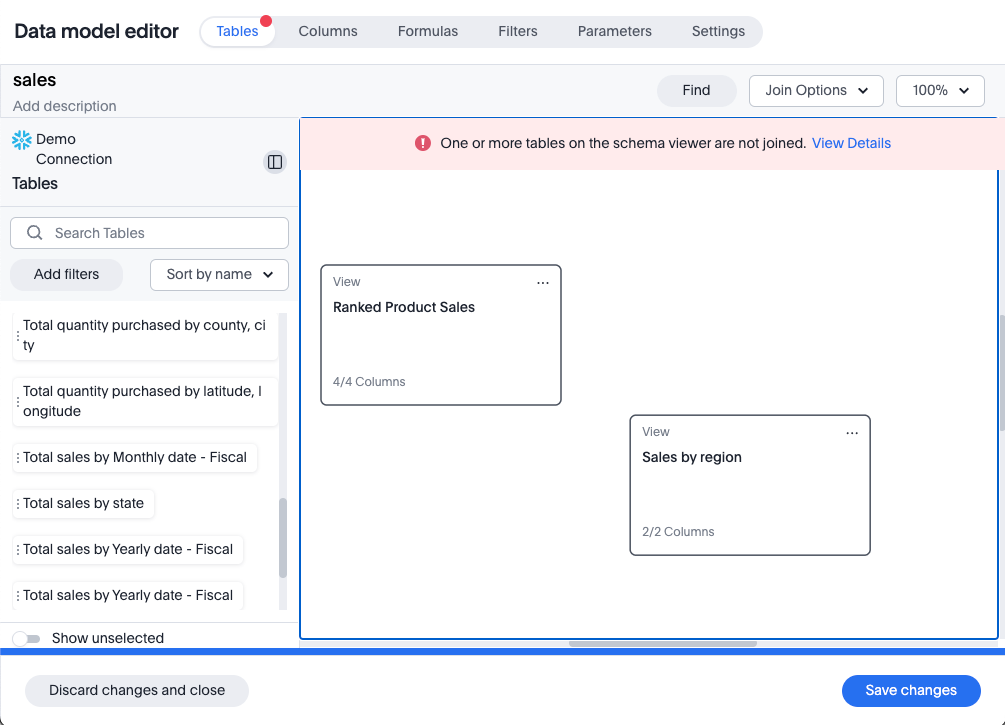 Data model editor
Tables
Columns
Formulas
Filters
Parameters
Settings
sales
Add description
Find
Join Options
100%
Demo
Connection
Tables
Search Tables
Add filters
Sort by name
Total quantity purchased by county, ci
ty
Total quantity purchased by latitude, l
ongitude
Total sales by Monthly date - Fiscal
Total sales by state
Total sales by Yearly date - Fiscal
Total sales by Yearly date - Fiscal
Show unselected
One or more tables on the schema viewer are not joined. View Details
View
Ranked Product Sales
4/4 Columns
View
Sales by region
2/2 Columns
Discard changes and close
Save changes